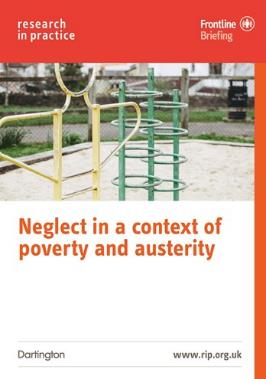 research
in practice
Frontline
Briefing
Neglect in a context of
poverty and austerity
Dartington
www.rip.org.uk